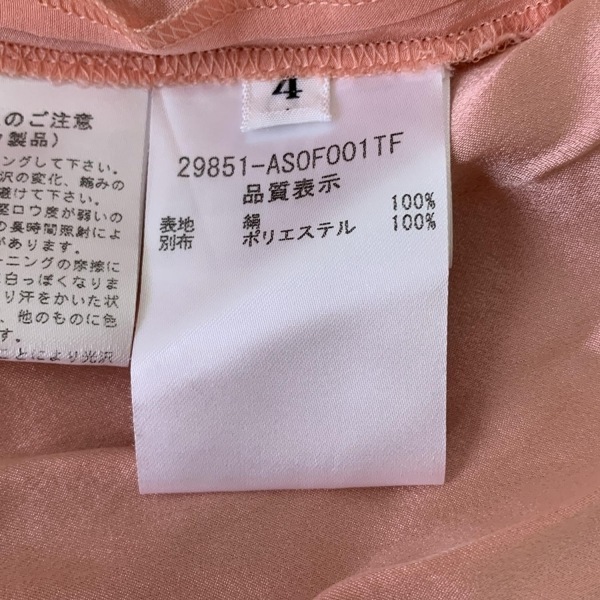 4
29851-ASOF001TF
品質表示
表地 絹 100%
別布 ポリエステル 100%
のご注意
製品)
ングして下さい。
沢の変化、縮みの
避けて下さい。
堅ロウ度が弱いの
の長時間照射によ
があります。
ーニングの摩擦に
白っぽくなりま
り汗をかいた状
、他のものに色
ことにより光沢